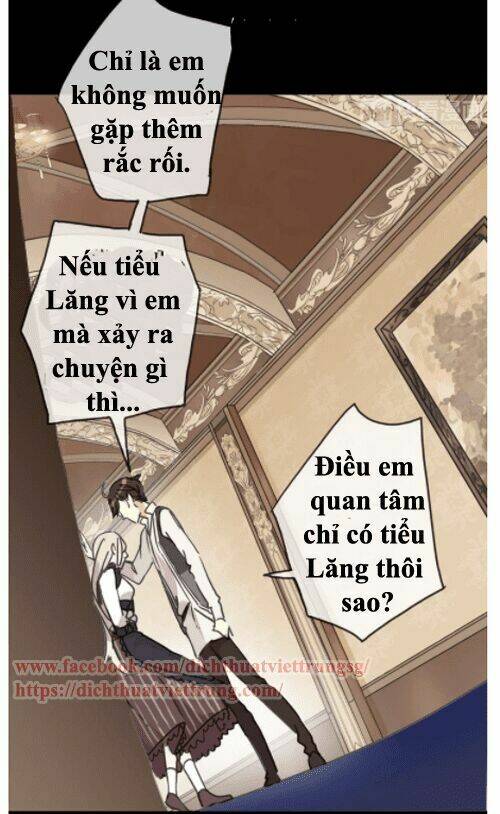 Chỉ là em
không muốn
gặp thêm
rắc rối.
Nếu tiểu
Lăng vì em
mà xảy ra
chuyện gì
thì...
Điều em
quan tâm
chỉ có tiểu
Lăng thôi
sao?
www.facebook.com/dichthuatviettrungsg/
https://dichthuatviettrung.com/